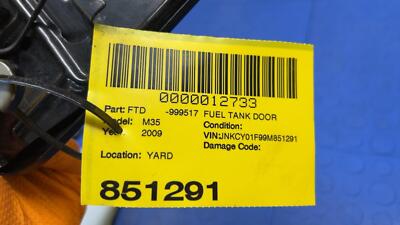 0000012733
Part: FTD -999517 FUEL TANK DOOR
Model: M35 Condition:
Year: 2009 VIN:JNKCY01F99M851291
Damage Code:
Location: YARD
851291